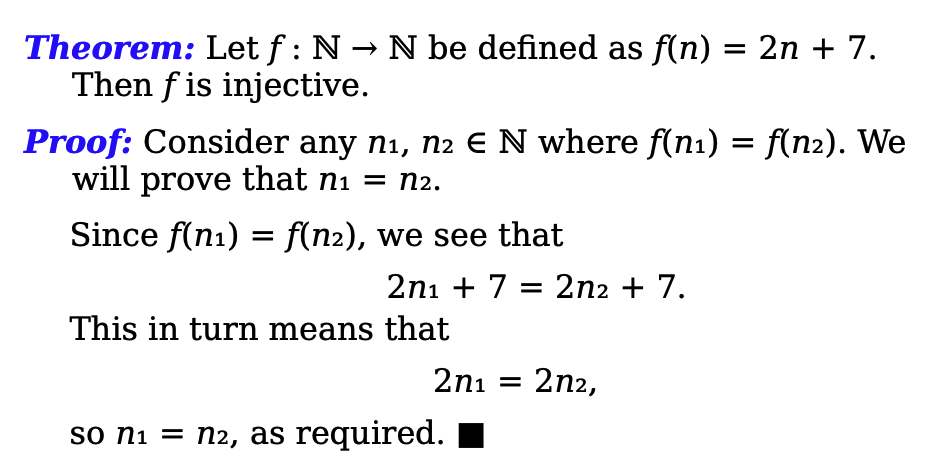 Theorem: Let f : ℕ → ℕ be defined as f(n) = 2n + 7.
Then f is injective.
Proof: Consider any n₁, n₂ ∈ ℕ where f(n₁) = f(n₂). We
will prove that n₁ = n₂.
Since f(n₁) = f(n₂), we see that
2n₁ + 7 = 2n₂ + 7.
This in turn means that
2n₁ = 2n₂,
so n₁ = n₂, as required. ■